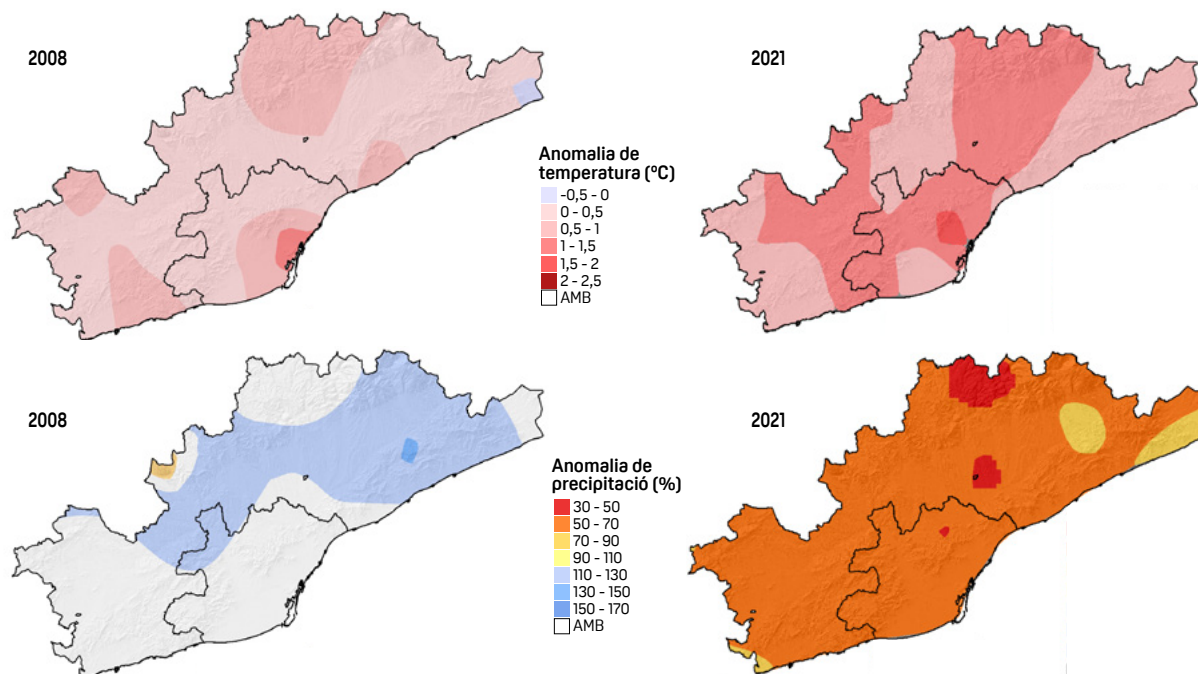 2008
2021
Anomalia de
temperatura (ºC)
-0,5 - 0
0 - 0,5
0,5 - 1
1 - 1,5
1,5 - 2
2 - 2,5
AMB
2008
2021
Anomalia de
precipitació (%)
30 - 50
50 - 70
70 - 90
90 - 110
110 - 130
130 - 150
150 - 170
AMB